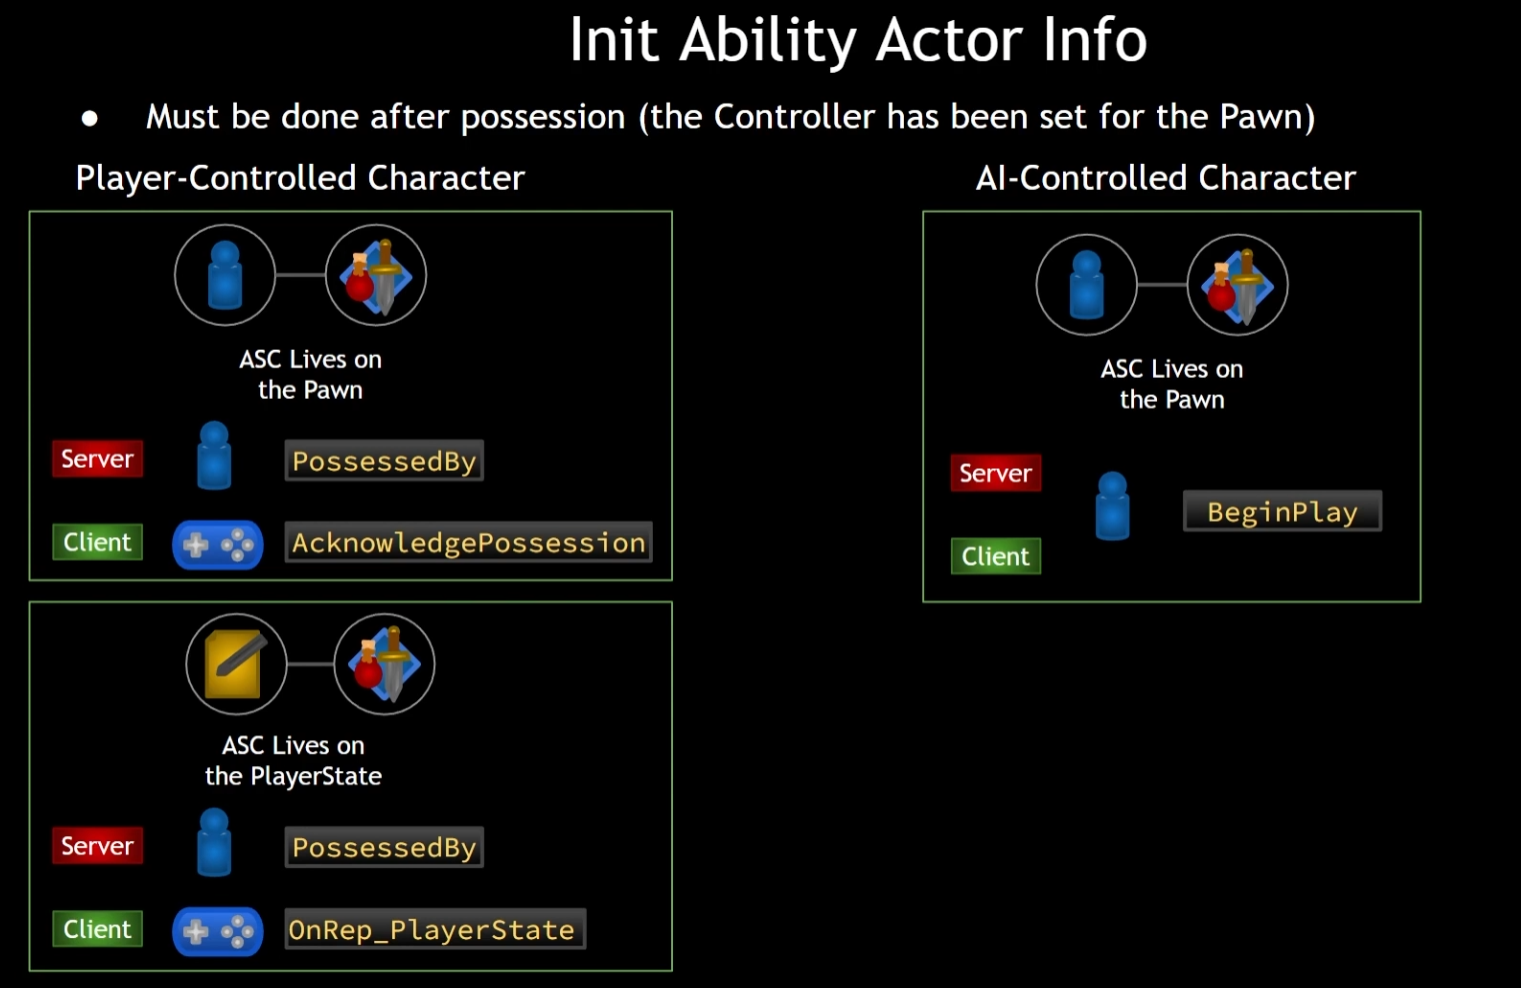 Init Ability Actor Info
● Must be done after possession (the Controller has been set for the Pawn)
Player-Controlled Character
ASC Lives on
the Pawn
Server
PossessedBy
Client
AcknowledgePossession
ASC Lives on
the PlayerState
Server
PossessedBy
Client
OnRep_PlayerState
AI-Controlled Character
ASC Lives on
the Pawn
Server
BeginPlay
Client